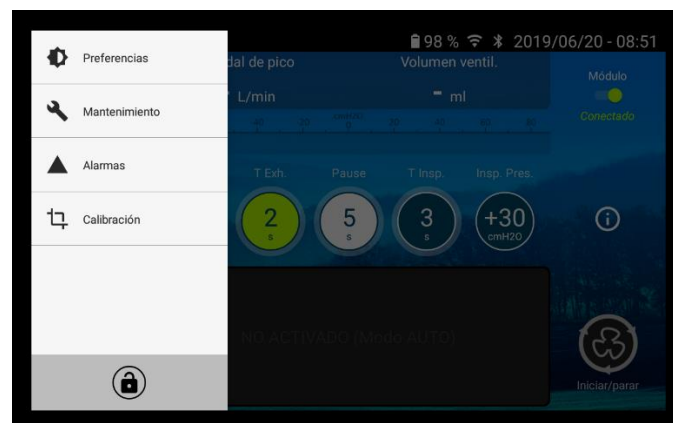 98 % 2019/06/20 - 08:51
Preferencias
Mantenimiento
Alarmas
Calibración
dal de pico
Volumen ventil.
L/min
- ml
Módulo
Conectado
cmH2O
0
T Exh.
Pause
T Insp.
Insp. Pres.
2
s
5
s
3
s
+30
cmH2O
NO ACTIVADO (Modo AUTO)
Iniciar/parar